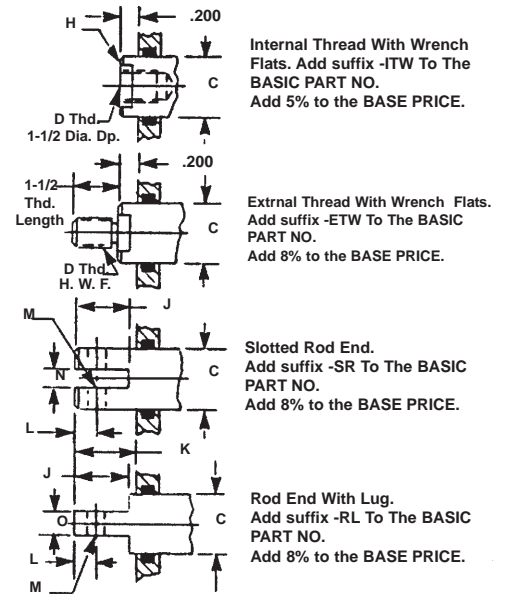 H
.200
C
D Thd.
1-1/2 Dia. Dp.
Internal Thread With Wrench
Flats. Add suffix -ITW To The
BASIC PART NO.
Add 5% to the BASE PRICE.
.200
1-1/2
Thd.
Length
C
D Thd.
H. W. F.
Extrnal Thread With Wrench Flats.
Add suffix -ETW To The BASIC
PART NO.
Add 8% to the BASE PRICE.
J
M
N
C
L
K
Slotted Rod End.
Add suffix -SR To The BASIC
PART NO.
Add 8% to the BASE PRICE.
J
O
C
L
M
Rod End With Lug.
Add suffix -RL To The BASIC
PART NO.
Add 8% to the BASE PRICE.